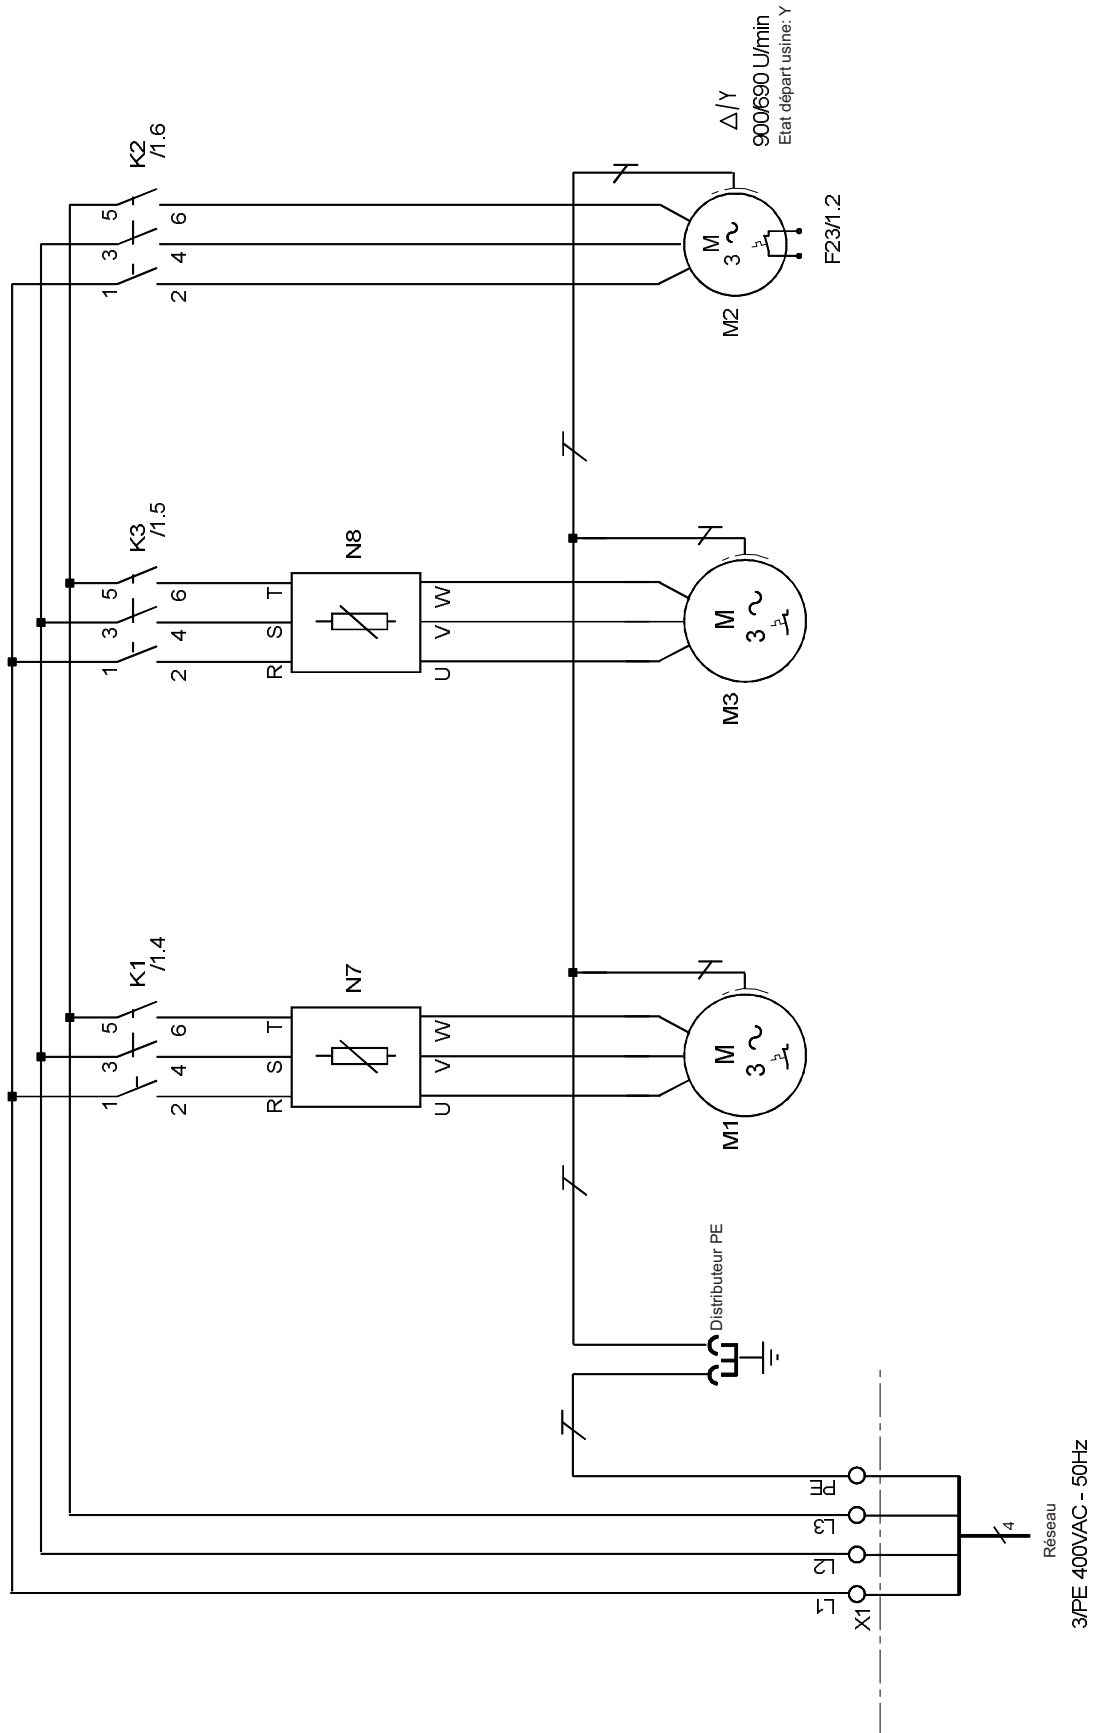 K1
/1.4
1
3
5
2
4
6
R
S
T
N7
U
V
W
M
3
M1
K3
/1.5
1
3
5
2
4
6
R
S
T
N8
U
V
W
M
3
M3
K2
/1.6
1
3
5
2
4
6
M
3
M2
F23/1.2
Δ/Y
900/690 U/min
Etat départ usine: Y
Distributeur PE
L1
L2
L3
PE
X1
4
Réseau
3/PE 400VAC - 50Hz